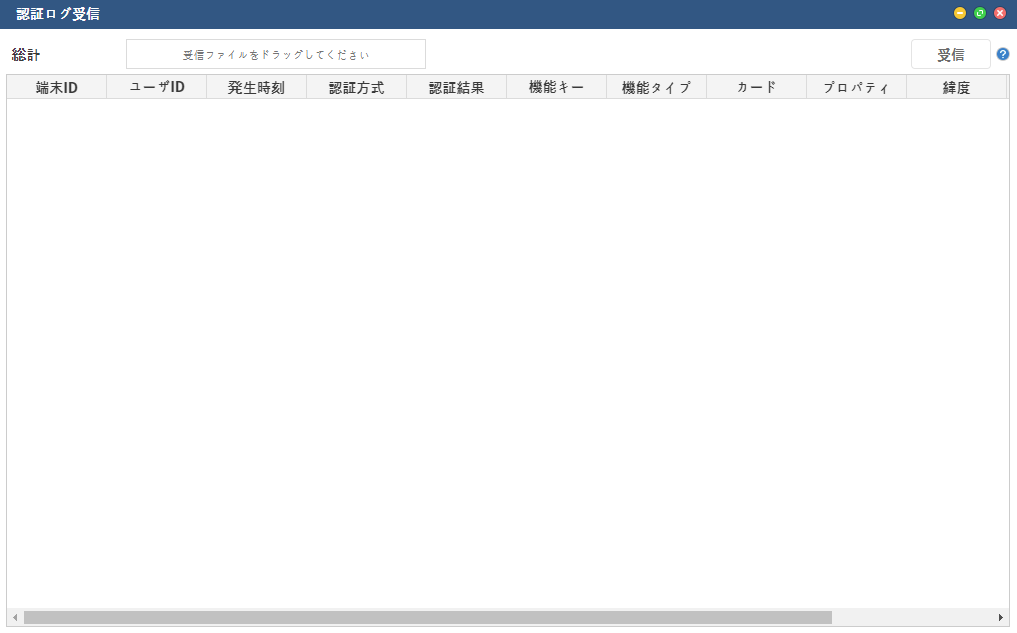 認証ログ受信
総計
受信ファイルをドラッグしてください
受信
?
端末ID ユーザID 発生時刻 認証方式 認証結果 機能キー 機能タイプ カード プロパティ 緯度